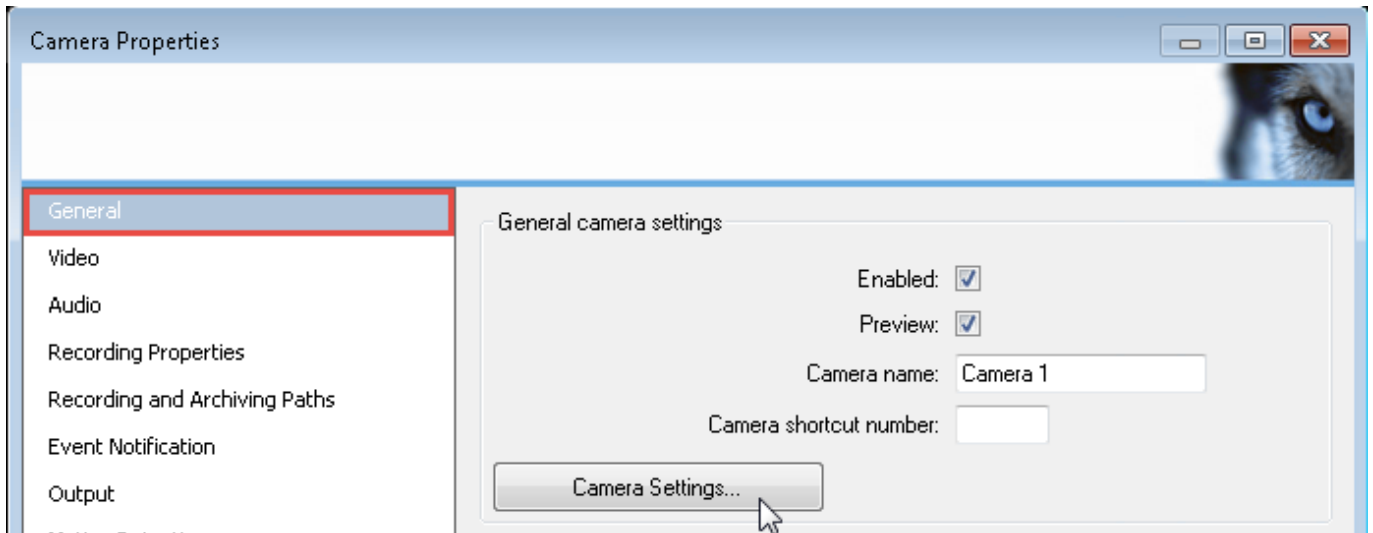 Camera Properties
General
Video
Audio
Recording Properties
Recording and Archiving Paths
Event Notification
Output
General camera settings
Enabled:
Preview:
Camera name: Camera 1
Camera shortcut number:
Camera Settings...